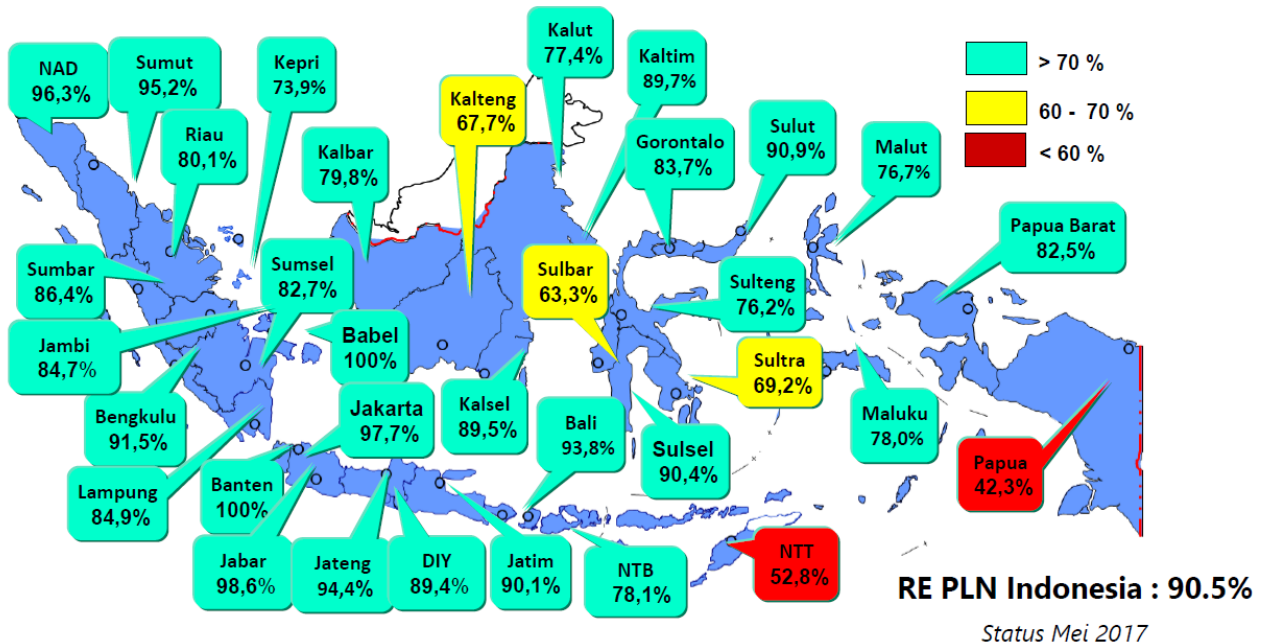 NAD
96,3%
Sumut
95,2%
Kepri
73,9%
Riau
80,1%
Kalbar
79,8%
Kalteng
67,7%
Kalut
77,4%
Kaltim
89,7%
Gorontalo
83,7%
Sulut
90,9%
Malut
76,7%
> 70 %
60 - 70 %
< 60 %
Papua Barat
82,5%
Sumbar
86,4%
Sumsel
82,7%
Sulbar
63,3%
Sulteng
76,2%
Jambi
84,7%
Babel
100%
Sultra
69,2%
Bengkulu
91,5%
Jakarta
97,7%
Kalsel
89,5%
Bali
93,8%
Sulsel
90,4%
Maluku
78,0%
Papua
42,3%
Lampung
84,9%
Banten
100%
Jabar
98,6%
Jateng
94,4%
DIY
89,4%
Jatim
90,1%
NTB
78,1%
NTT
52,8%
RE PLN Indonesia : 90.5%
Status Mei 2017